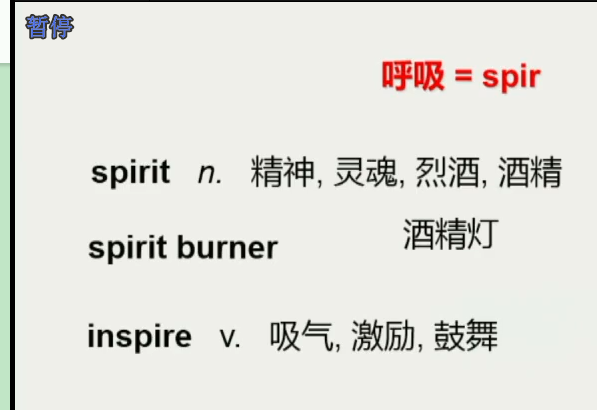 暂停
呼吸 = spir
spirit n. 精神, 灵魂, 烈酒, 酒精
spirit burner 酒精灯
inspire v. 吸气, 激励, 鼓舞